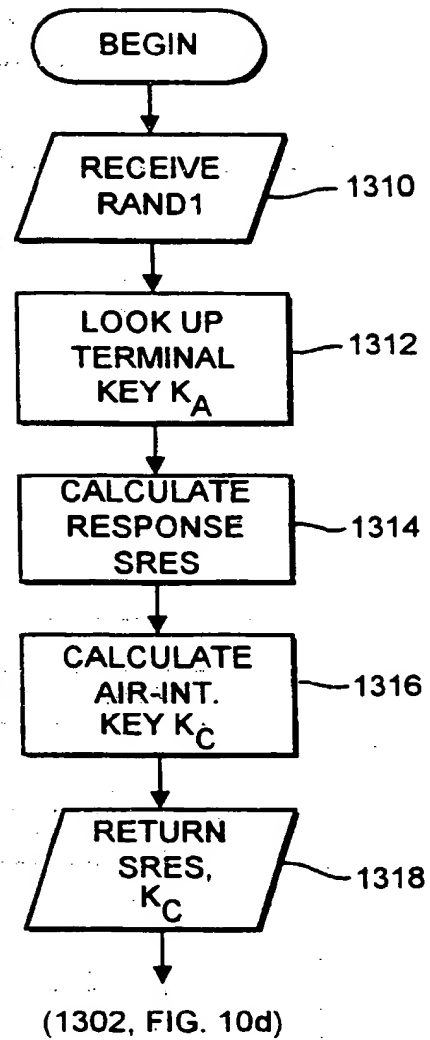 BEGIN
RECEIVE
RAND1
1310
LOOK UP
TERMINAL
KEY KA
1312
CALCULATE
RESPONSE
SRES
1314
CALCULATE
AIR-INT.
KEY KC
1316
RETURN
SRES,
KC
1318
(1302, FIG. 10d)